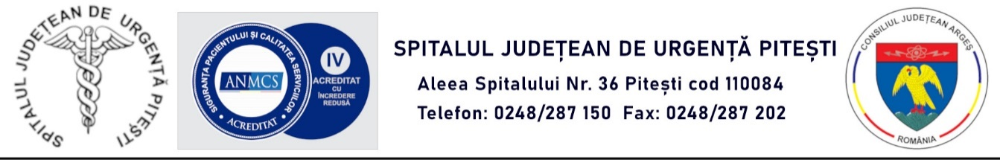 SPITALUL JUDEȚEAN DE URGENȚĂ PITEȘTI
SIGURANȚA PACIENTULUI ȘI CALITATEA SERVICIILOR
ANMCS
• ACREDITAT •
IV
ACREDITAT
CU
ÎNCREDERE
REDUSĂ
SPITALUL JUDEȚEAN DE URGENȚĂ PITEȘTI
Aleea Spitalului Nr. 36 Pitești cod 110084
Telefon: 0248/287 150 Fax: 0248/287 202
CONSILIUL JUDEȚEAN ARGEȘ
ROMÂNIA